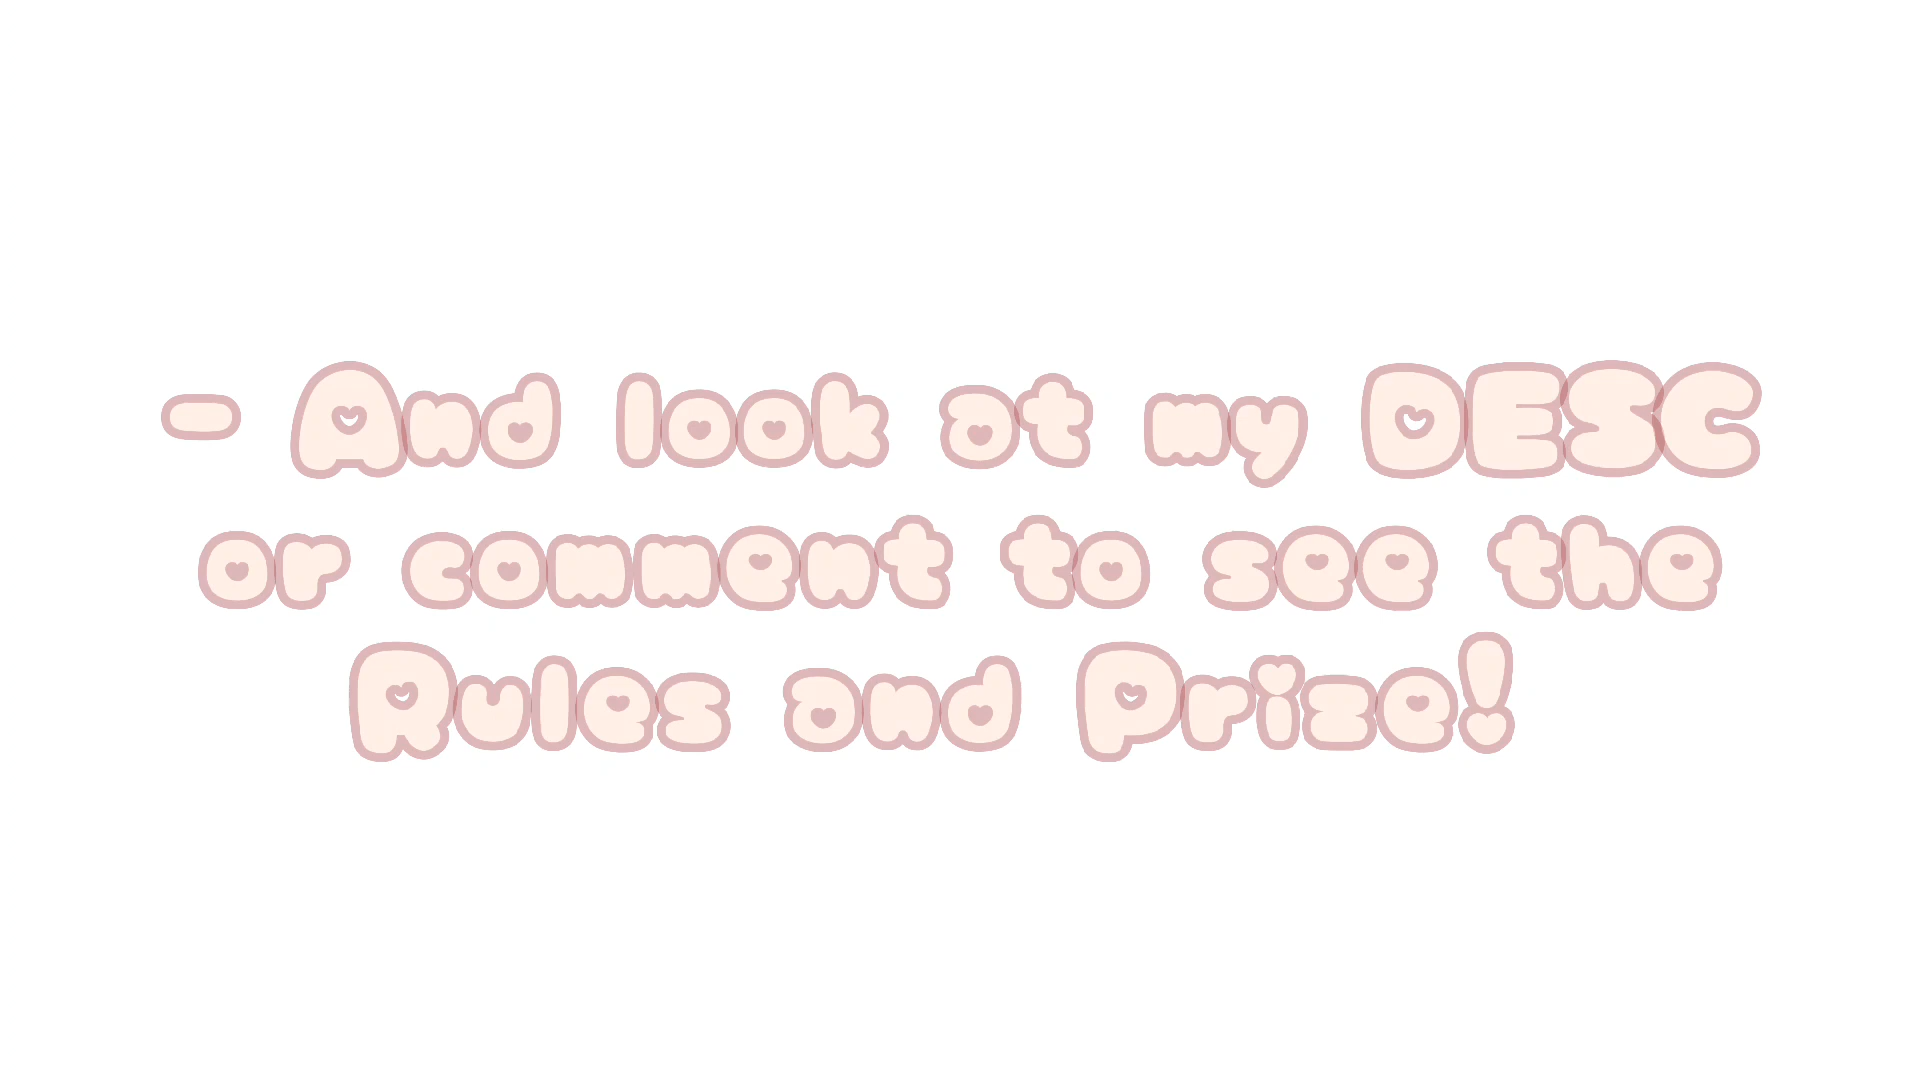 - And look at my DESC
or comment to see the
Rules and Prize!